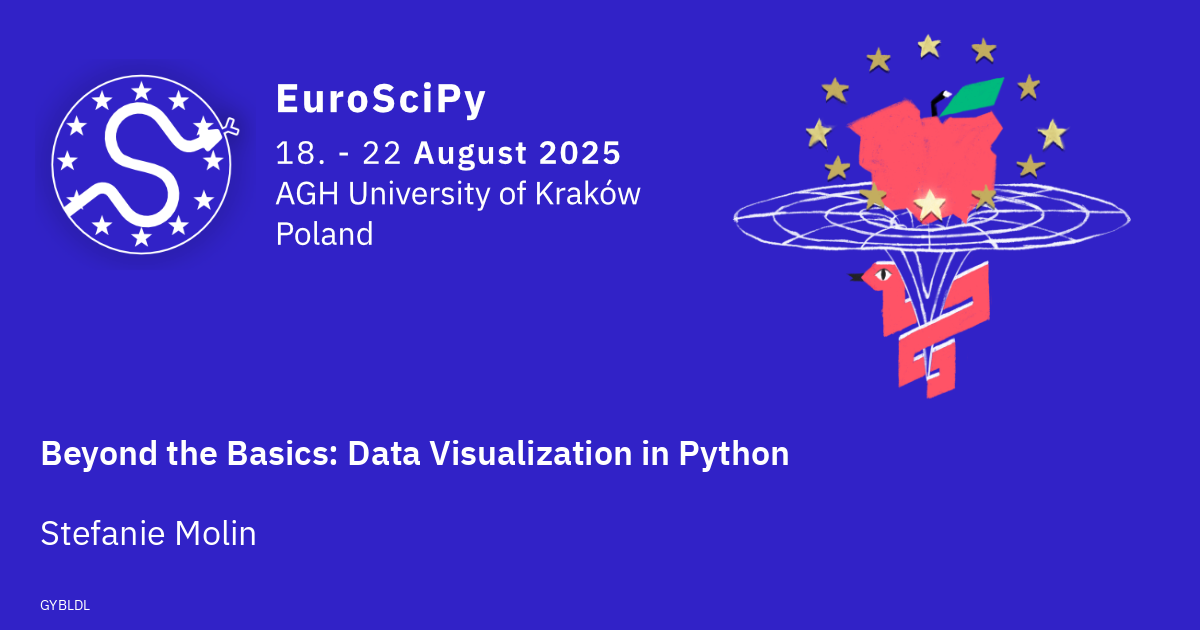 EuroSciPy
18. - 22 August 2025
AGH University of Kraków
Poland
Beyond the Basics: Data Visualization in Python
Stefanie Molin
GYBLDL